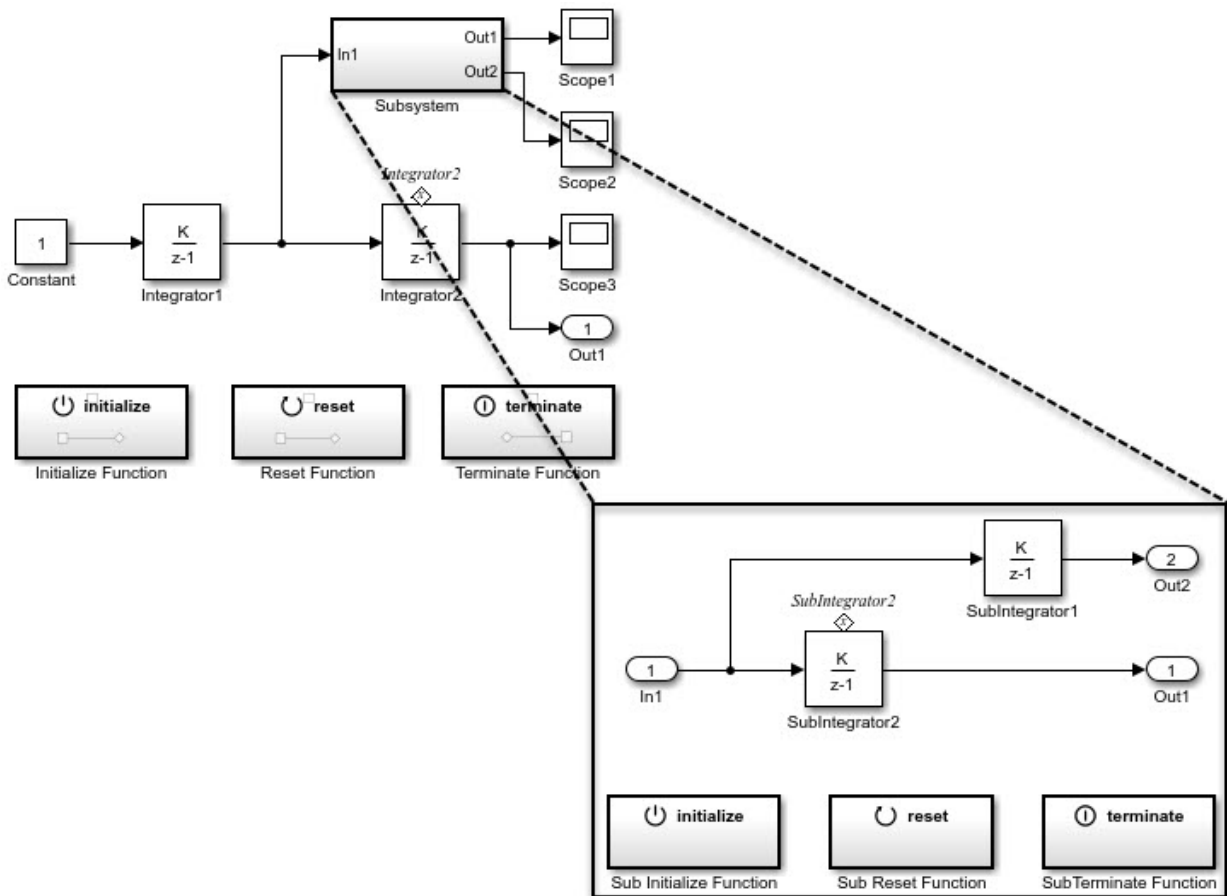 Out1
In1
Out2
Subsystem
Scope1
Scope2
Integrator2
x
1
Constant
K
z-1
Integrator1
K
z-1
Integrator2
Scope3
1
Out1
initialize
Initialize Function
reset
Reset Function
terminate
Terminate Function
K
z-1
SubIntegrator1
2
Out2
SubIntegrator2
x
1
In1
K
z-1
SubIntegrator2
1
Out1
initialize
Sub Initialize Function
reset
Sub Reset Function
terminate
SubTerminate Function